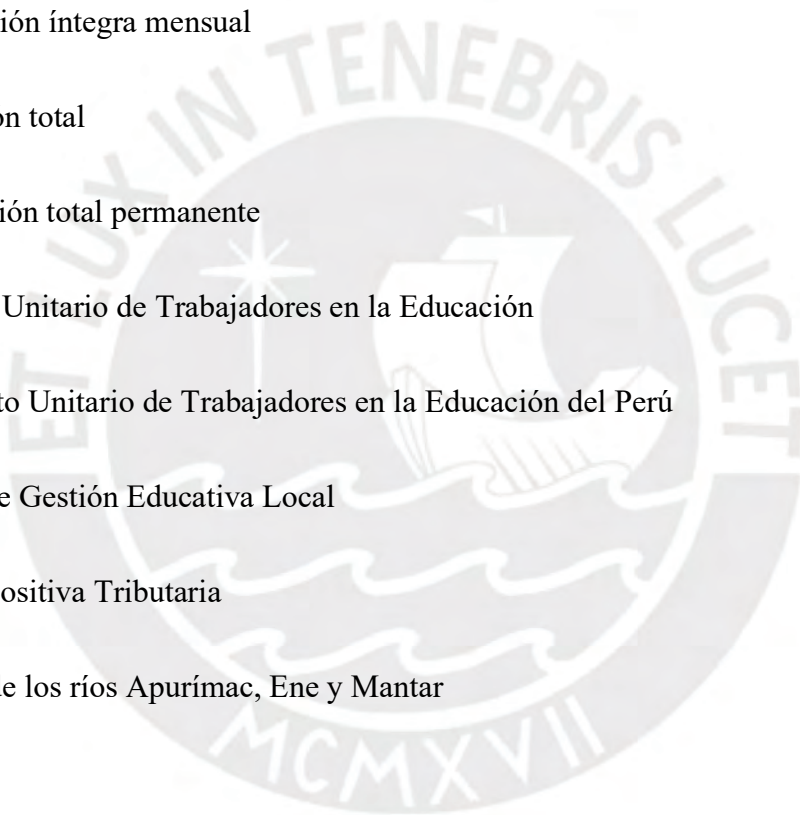 ión íntegra mensual
on total
ión total permanente
Unitario de Trabajadores en la Educación
to Unitario de Trabajadores en la Educación del Perú
e Gestión Educativa Local
ositiva Tributaria
de los ríos Apurímac, Ene y Mantar
ET LUX IN TENEBRIS LUCET
MCMXVII